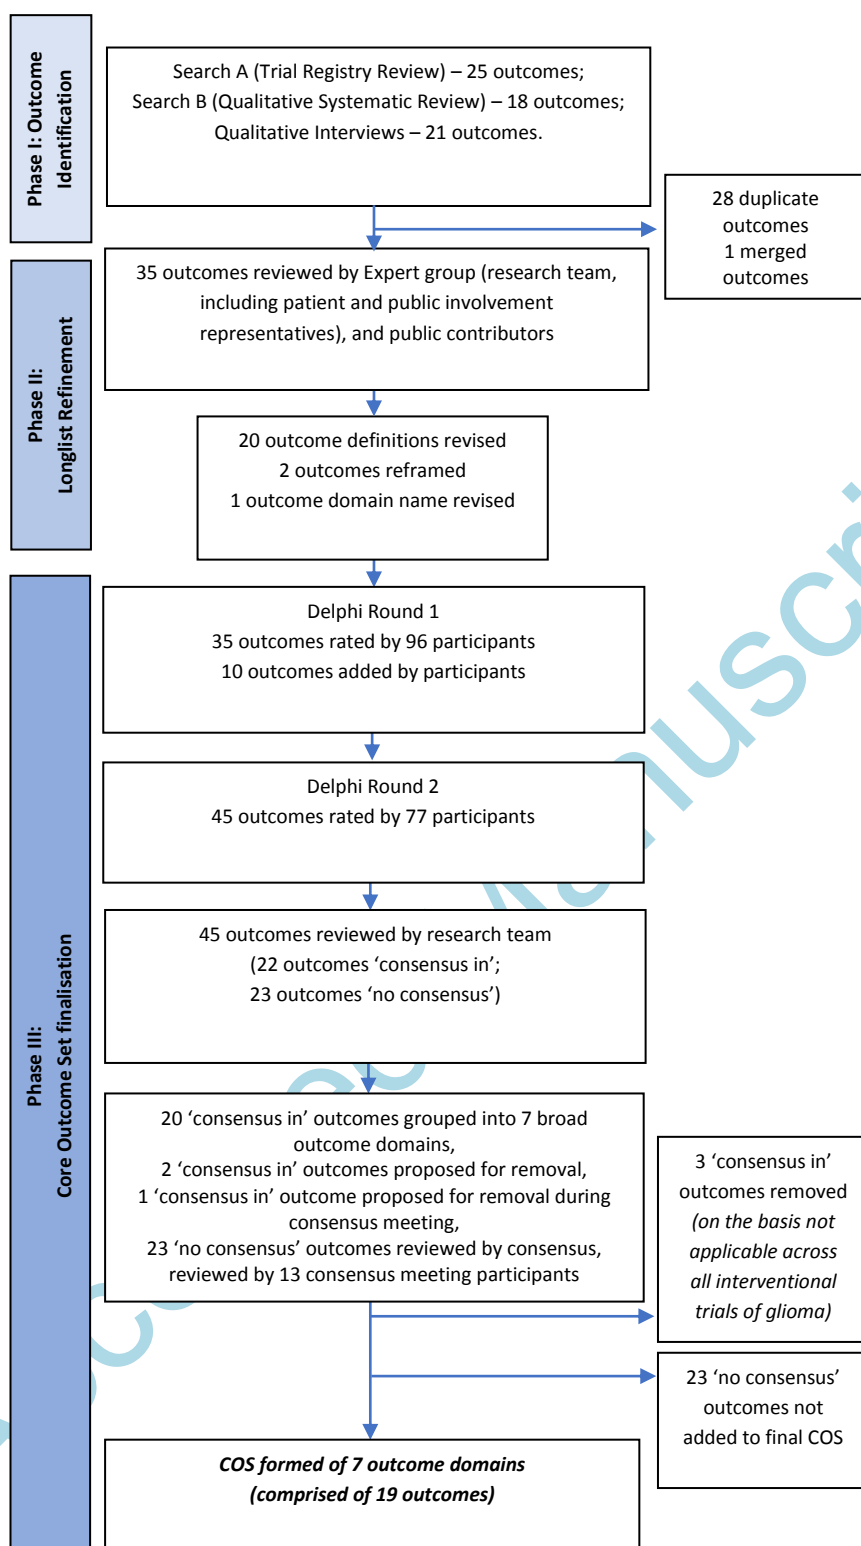 Phase I: Outcome
Identification
Search A (Trial Registry Review) – 25 outcomes;
Search B (Qualitative Systematic Review) – 18 outcomes;
Qualitative Interviews – 21 outcomes.
28 duplicate
outcomes
1 merged
outcomes
Phase II:
Longlist Refinement
35 outcomes reviewed by Expert group (research team,
including patient and public involvement
representatives), and public contributors
20 outcome definitions revised
2 outcomes reframed
1 outcome domain name revised
Phase III:
Core Outcome Set finalisation
Delphi Round 1
35 outcomes rated by 96 participants
10 outcomes added by participants
Delphi Round 2
45 outcomes rated by 77 participants
45 outcomes reviewed by research team
(22 outcomes ‘consensus in’;
23 outcomes ‘no consensus’)
20 ‘consensus in’ outcomes grouped into 7 broad
outcome domains,
2 ‘consensus in’ outcomes proposed for removal,
1 ‘consensus in’ outcome proposed for removal during
consensus meeting,
23 ‘no consensus’ outcomes reviewed by consensus,
reviewed by 13 consensus meeting participants
3 ‘consensus in’
outcomes removed
(on the basis not
applicable across
all interventional
trials of glioma)
23 ‘no consensus’
outcomes not
added to final COS
COS formed of 7 outcome domains
(comprised of 19 outcomes)